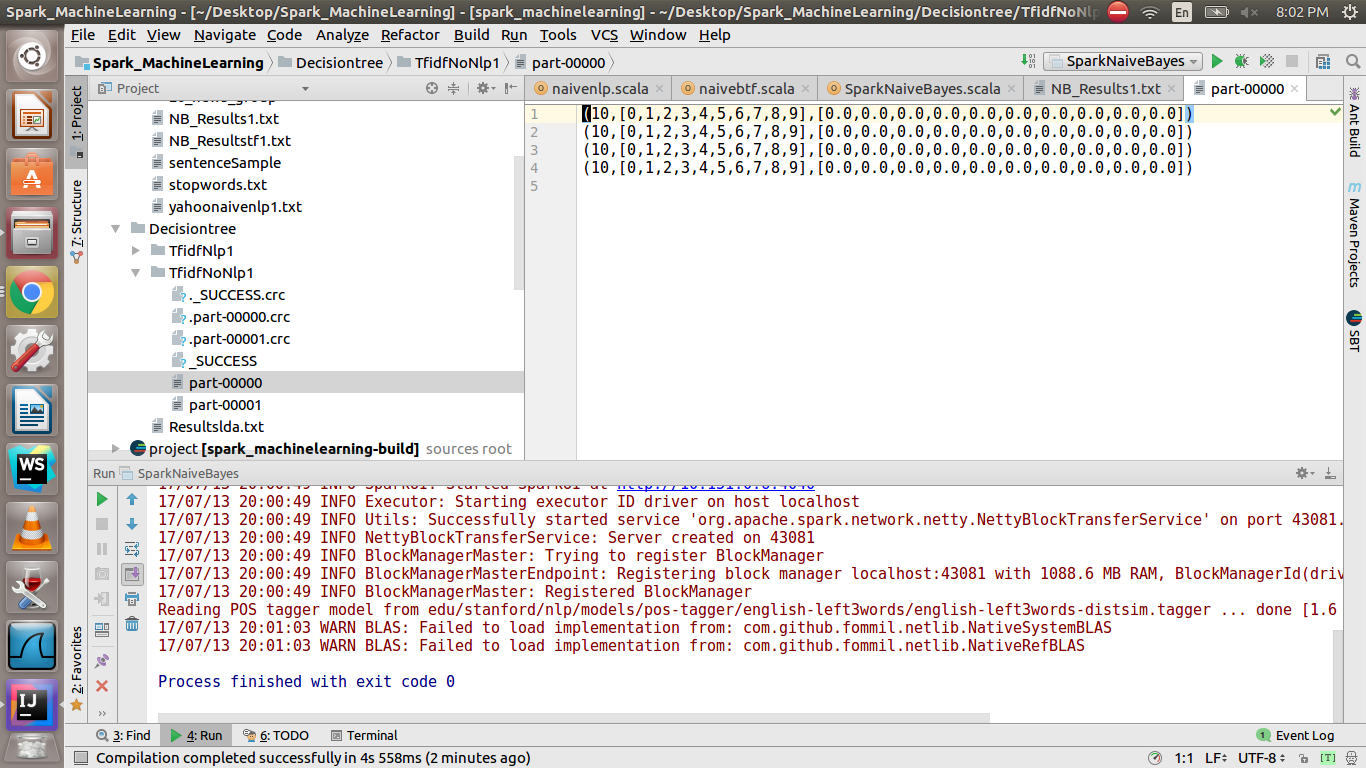 Spark_MachineLearning - [~/Desktop/Spark_MachineLearning] - [spark_machinelearning] - ~/Desktop/Spark_MachineLearning/Decisiontree/TfidfNoNlp
En
8:02 PM
File Edit View Navigate Code Analyze Refactor Build Run Tools VCS Window Help
Spark_MachineLearning Decisiontree TfidfNoNlp1 part-00000
SparkNaiveBayes
Project
naivenlp.scala naivebtf.scala SparkNaiveBayes.scala NB_Results1.txt part-00000
1: Project
7: Structure
2: Favorites
NB_Results1.txt
NB_Resultstf1.txt
sentenceSample
stopwords.txt
yahoonaivenlp1.txt
Decisiontree
TfidfNlp1
TfidfNoNlp1
._SUCCESS.crc
.part-00000.crc
.part-00001.crc
_SUCCESS
part-00000
part-00001
Resultslda.txt
project [spark_machinelearning-build] sources root
1 (10,[0,1,2,3,4,5,6,7,8,9],[0.0,0.0,0.0,0.0,0.0,0.0,0.0,0.0,0.0,0.0])
2 (10,[0,1,2,3,4,5,6,7,8,9],[0.0,0.0,0.0,0.0,0.0,0.0,0.0,0.0,0.0,0.0])
3 (10,[0,1,2,3,4,5,6,7,8,9],[0.0,0.0,0.0,0.0,0.0,0.0,0.0,0.0,0.0,0.0])
4 (10,[0,1,2,3,4,5,6,7,8,9],[0.0,0.0,0.0,0.0,0.0,0.0,0.0,0.0,0.0,0.0])
5
Ant Build
m Maven Projects
SBT
Run SparkNaiveBayes
17/07/13 20:00:49 INFO SparkUI: Started SparkUI at
17/07/13 20:00:49 INFO Executor: Starting executor ID driver on host localhost
17/07/13 20:00:49 INFO Utils: Successfully started service 'org.apache.spark.network.netty.NettyBlockTransferService' on port 43081.
17/07/13 20:00:49 INFO NettyBlockTransferService: Server created on 43081
17/07/13 20:00:49 INFO BlockManagerMaster: Trying to register BlockManager
17/07/13 20:00:49 INFO BlockManagerMasterEndpoint: Registering block manager localhost:43081 with 1088.6 MB RAM, BlockManagerId(driv
17/07/13 20:00:49 INFO BlockManagerMaster: Registered BlockManager
Reading POS tagger model from edu/stanford/nlp/models/pos-tagger/english-left3words/english-left3words-distsim.tagger ... done [1.6
17/07/13 20:01:03 WARN BLAS: Failed to load implementation from: com.github.fommil.netlib.NativeSystemBLAS
17/07/13 20:01:03 WARN BLAS: Failed to load implementation from: com.github.fommil.netlib.NativeRefBLAS
Process finished with exit code 0
WS
IJ
3: Find 4: Run 6: TODO Terminal
1 Event Log
Compilation completed successfully in 4s 558ms (2 minutes ago)
1:1 LF UTF-8 [T]